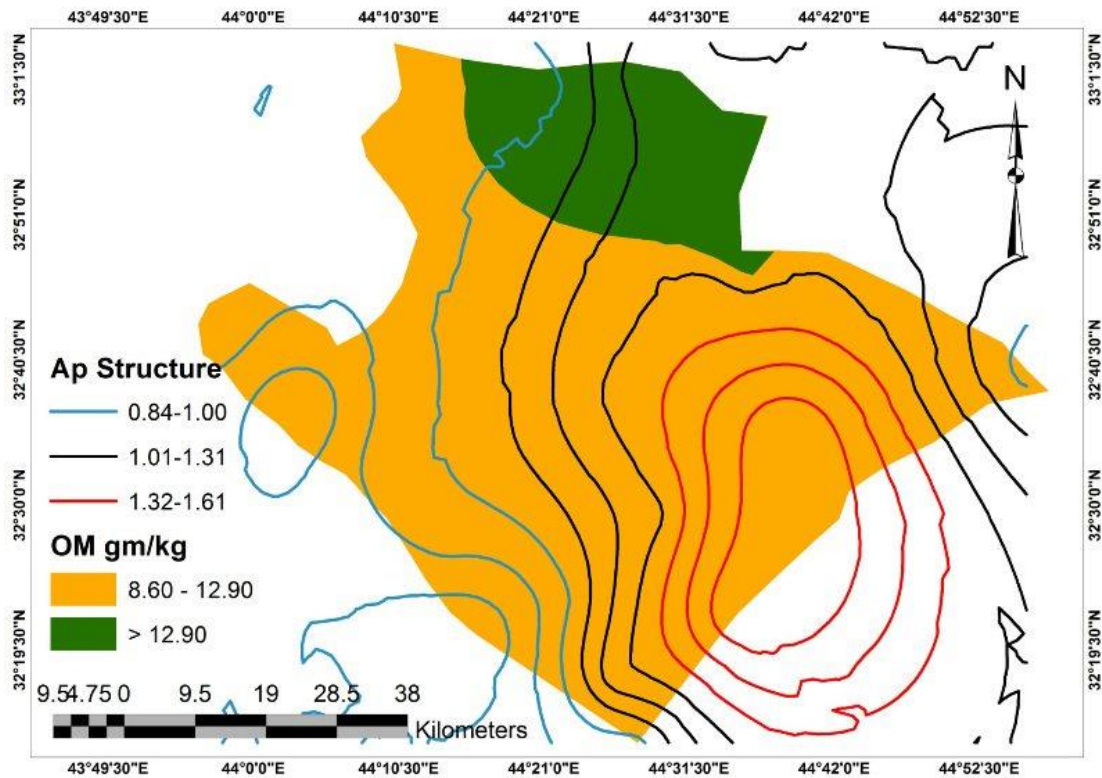 43°49'30"E 44°0'0"E 44°10'30"E 44°21'0"E 44°31'30"E 44°42'0"E 44°52'30"E
33°1'30"N
32°51'0"N
32°40'30"N
32°30'0"N
32°19'30"N
N
33°1'30"N
32°51'0"N
32°40'30"N
32°30'0"N
32°19'30"N
Ap Structure
0.84-1.00
1.01-1.31
1.32-1.61
OM gm/kg
8.60 - 12.90
> 12.90
9.54.75 0 9.5 19 28.5 38
Kilometers
43°49'30"E 44°0'0"E 44°10'30"E 44°21'0"E 44°31'30"E 44°42'0"E 44°52'30"E